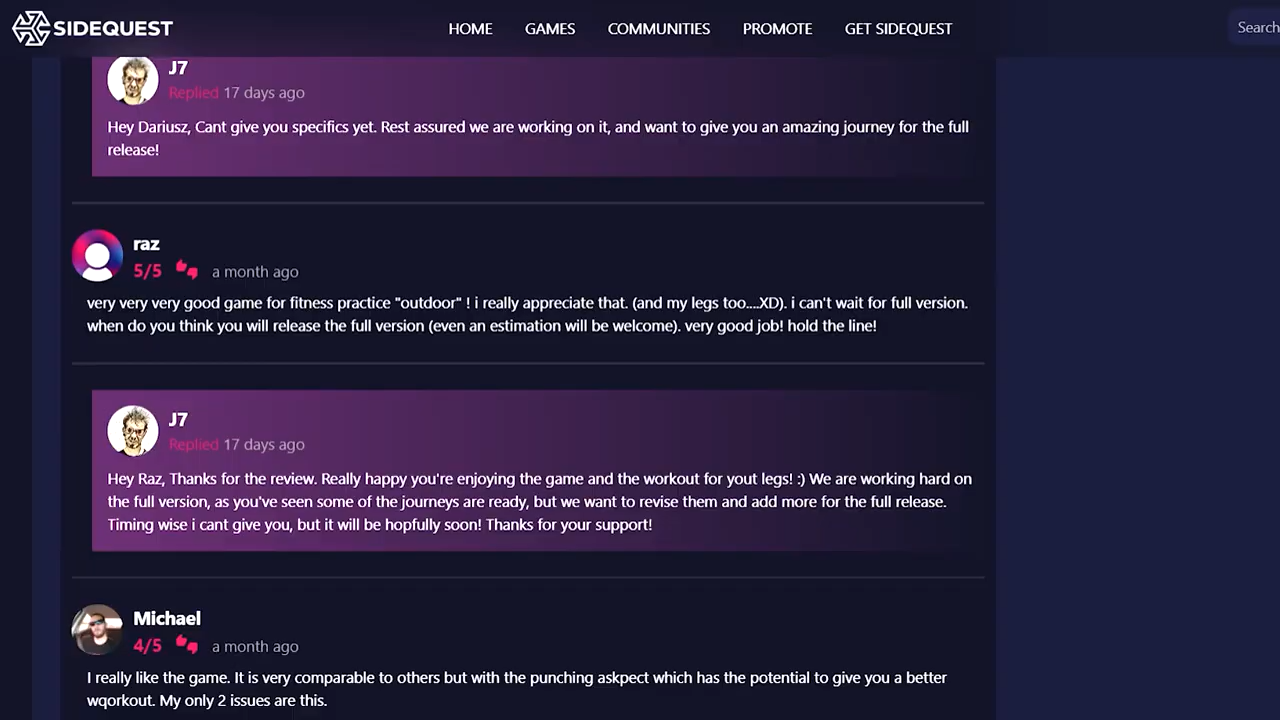 SIDEQUEST
HOME GAMES COMMUNITIES PROMOTE GET SIDEQUEST
Search
J7
Replied 17 days ago
Hey Dariusz, Cant give you specifics yet. Rest assured we are working on it, and want to give you an amazing journey for the full
release!
raz
5/5 a month ago
very very very good game for fitness practice "outdoor" ! i really appreciate that. (and my legs too....XD). i can't wait for full version.
when do you think you will release the full version (even an estimation will be welcome). very good job! hold the line!
J7
Replied 17 days ago
Hey Raz, Thanks for the review. Really happy you're enjoying the game and the workout for yout legs! :) We are working hard on
the full version, as you've seen some of the journeys are ready, but we want to revise them and add more for the full release.
Timing wise i cant give you, but it will be hopfully soon! Thanks for your support!
Michael
4/5 a month ago
I really like the game. It is very comparable to others but with the punching askpect which has the potential to give you a better
wqorkout. My only 2 issues are this.